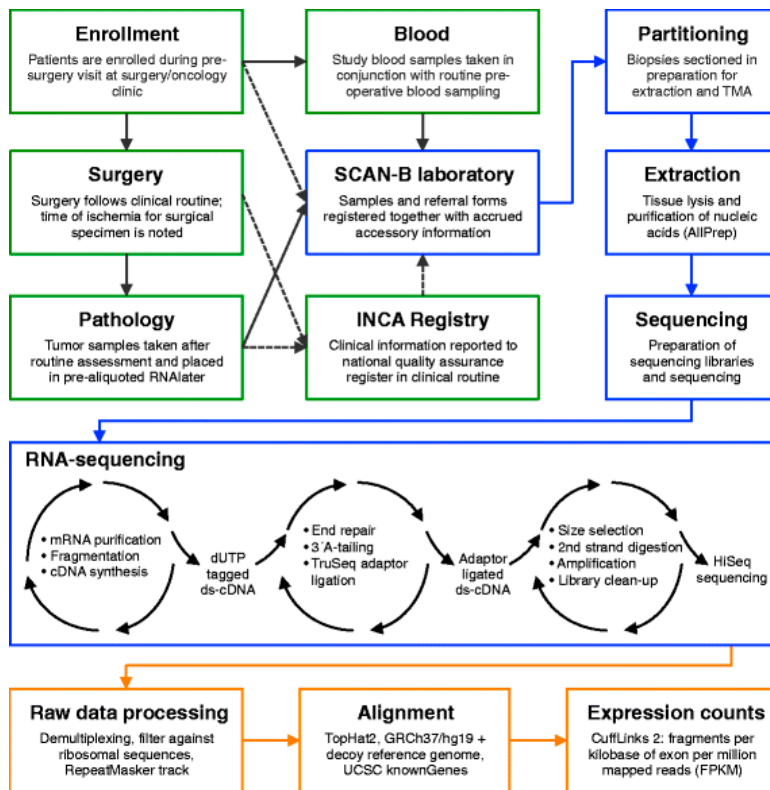 Enrollment
Patients are enrolled during pre-
surgery visit at surgery/oncology
clinic
Blood
Study blood samples taken in
conjunction with routine pre-
operative blood sampling
Partitioning
Biopsies sectioned in
preparation for
extraction and TMA
Surgery
Surgery follows clinical routine;
time of ischemia for surgical
specimen is noted
SCAN-B laboratory
Samples and referral forms
registered together with accrued
accessory information
Extraction
Tissue lysis and
purification of nucleic
acids (AllPrep)
Pathology
Tumor samples taken after
routine assessment and placed
in pre-aliquoted RNAlater
INCA Registry
Clinical information reported to
national quality assurance
register in clinical routine
Sequencing
Preparation of
sequencing libraries
and sequencing
RNA-sequencing
• mRNA purification
• Fragmentation
• cDNA synthesis
dUTP
tagged
ds-cDNA
• End repair
• 3´A-tailing
• TruSeq adaptor
ligation
Adaptor
ligated
ds-cDNA
• Size selection
• 2nd strand digestion
• Amplification
• Library clean-up
HiSeq
sequencing
Raw data processing
Demultiplexing, filter against
ribosomal sequences,
RepeatMasker track
Alignment
TopHat2, GRCh37/hg19 +
decoy reference genome,
UCSC knownGenes
Expression counts
CuffLinks 2: fragments per
kilobase of exon per million
mapped reads (FPKM)